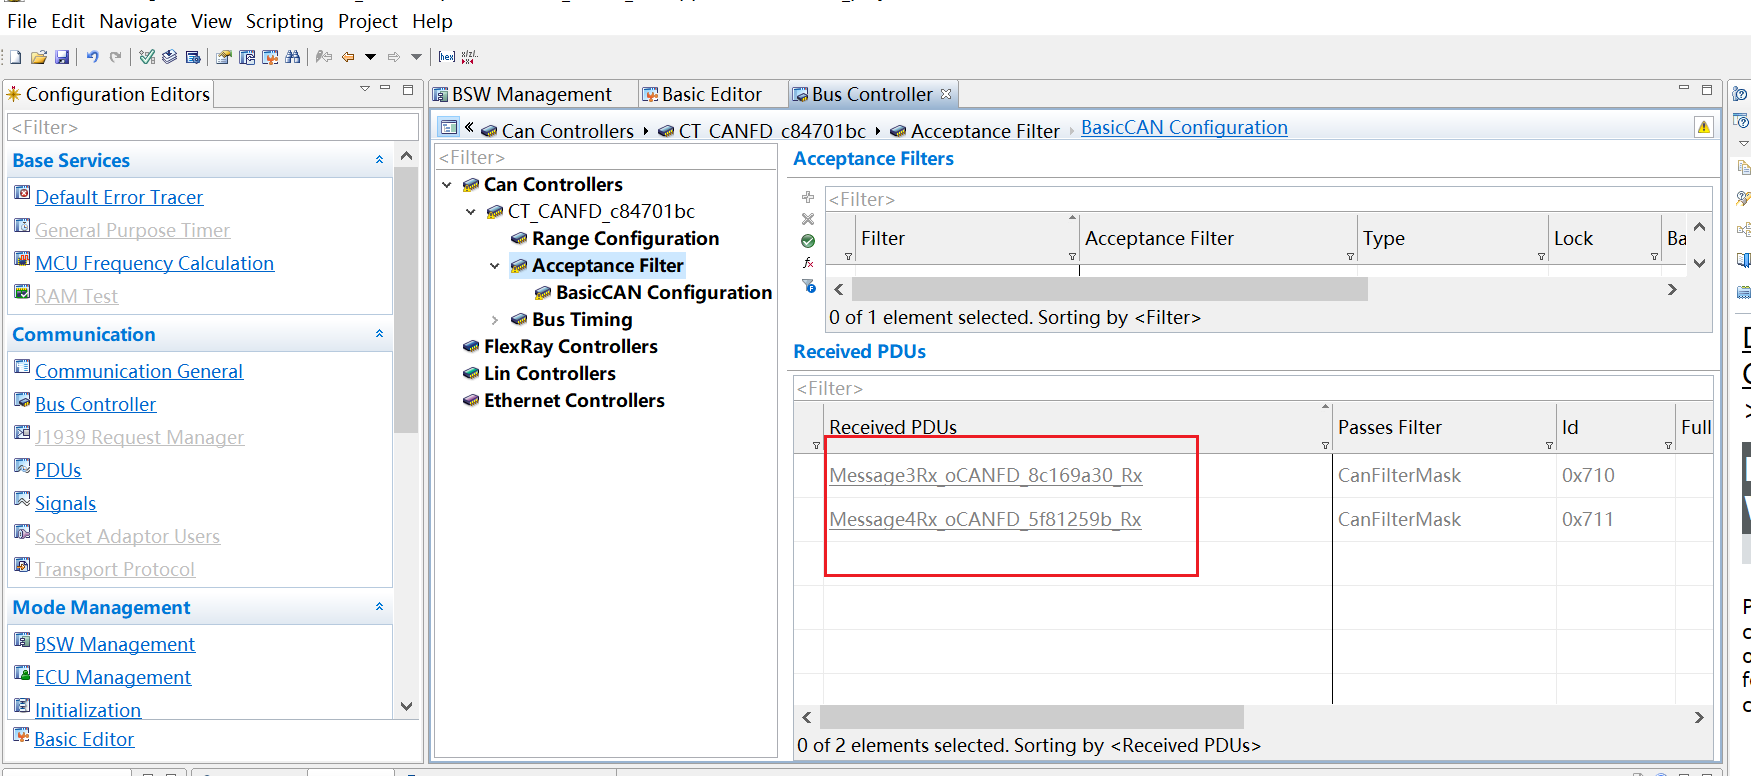 File Edit Navigate View Scripting Project Help
Configuration Editors
<Filter>
Base Services
Default Error Tracer
General Purpose Timer
MCU Frequency Calculation
RAM Test
Communication
Communication General
Bus Controller
J1939 Request Manager
PDUs
Signals
Socket Adaptor Users
Transport Protocol
Mode Management
BSW Management
ECU Management
Initialization
Basic Editor
BSW Management Basic Editor Bus Controller
Can Controllers CT_CANFD_c84701bc Acceptance Filter BasicCAN Configuration
<Filter>
Can Controllers
CT_CANFD_c84701bc
Range Configuration
Acceptance Filter
BasicCAN Configuration
Bus Timing
FlexRay Controllers
Lin Controllers
Ethernet Controllers
Acceptance Filters
<Filter>
Filter Acceptance Filter Type Lock Ba
0 of 1 element selected. Sorting by <Filter>
Received PDUs
<Filter>
Received PDUs Passes Filter Id Full
Message3Rx_oCANFD_8c169a30_Rx CanFilterMask 0x710
Message4Rx_oCANFD_5f81259b_Rx CanFilterMask 0x711
0 of 2 elements selected. Sorting by <Received PDUs>